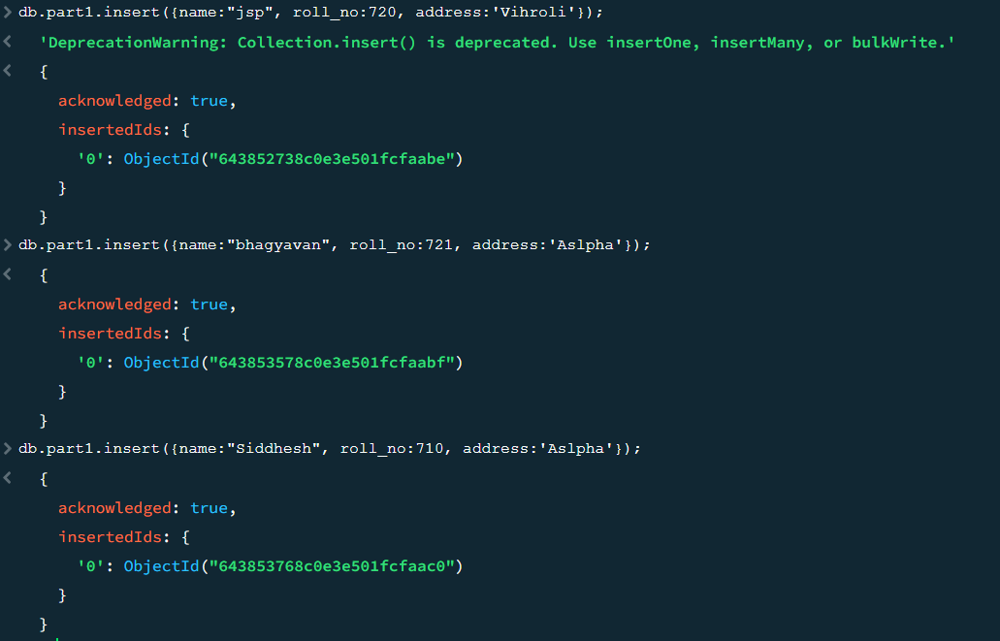 > db.part1.insert({name:"jsp", roll_no:720, address:'Vihroli'});
< 'DeprecationWarning: Collection.insert() is deprecated. Use insertOne, insertMany, or bulkWrite.'
< {
acknowledged: true,
insertedIds: {
'0': ObjectId("643852738c0e3e501fcfaabe")
}
}
> db.part1.insert({name:"bhagyavan", roll_no:721, address:'Aslpha'});
< {
acknowledged: true,
insertedIds: {
'0': ObjectId("643853578c0e3e501fcfaabf")
}
}
> db.part1.insert({name:"Siddhesh", roll_no:710, address:'Aslpha'});
< {
acknowledged: true,
insertedIds: {
'0': ObjectId("643853768c0e3e501fcfaac0")
}
}